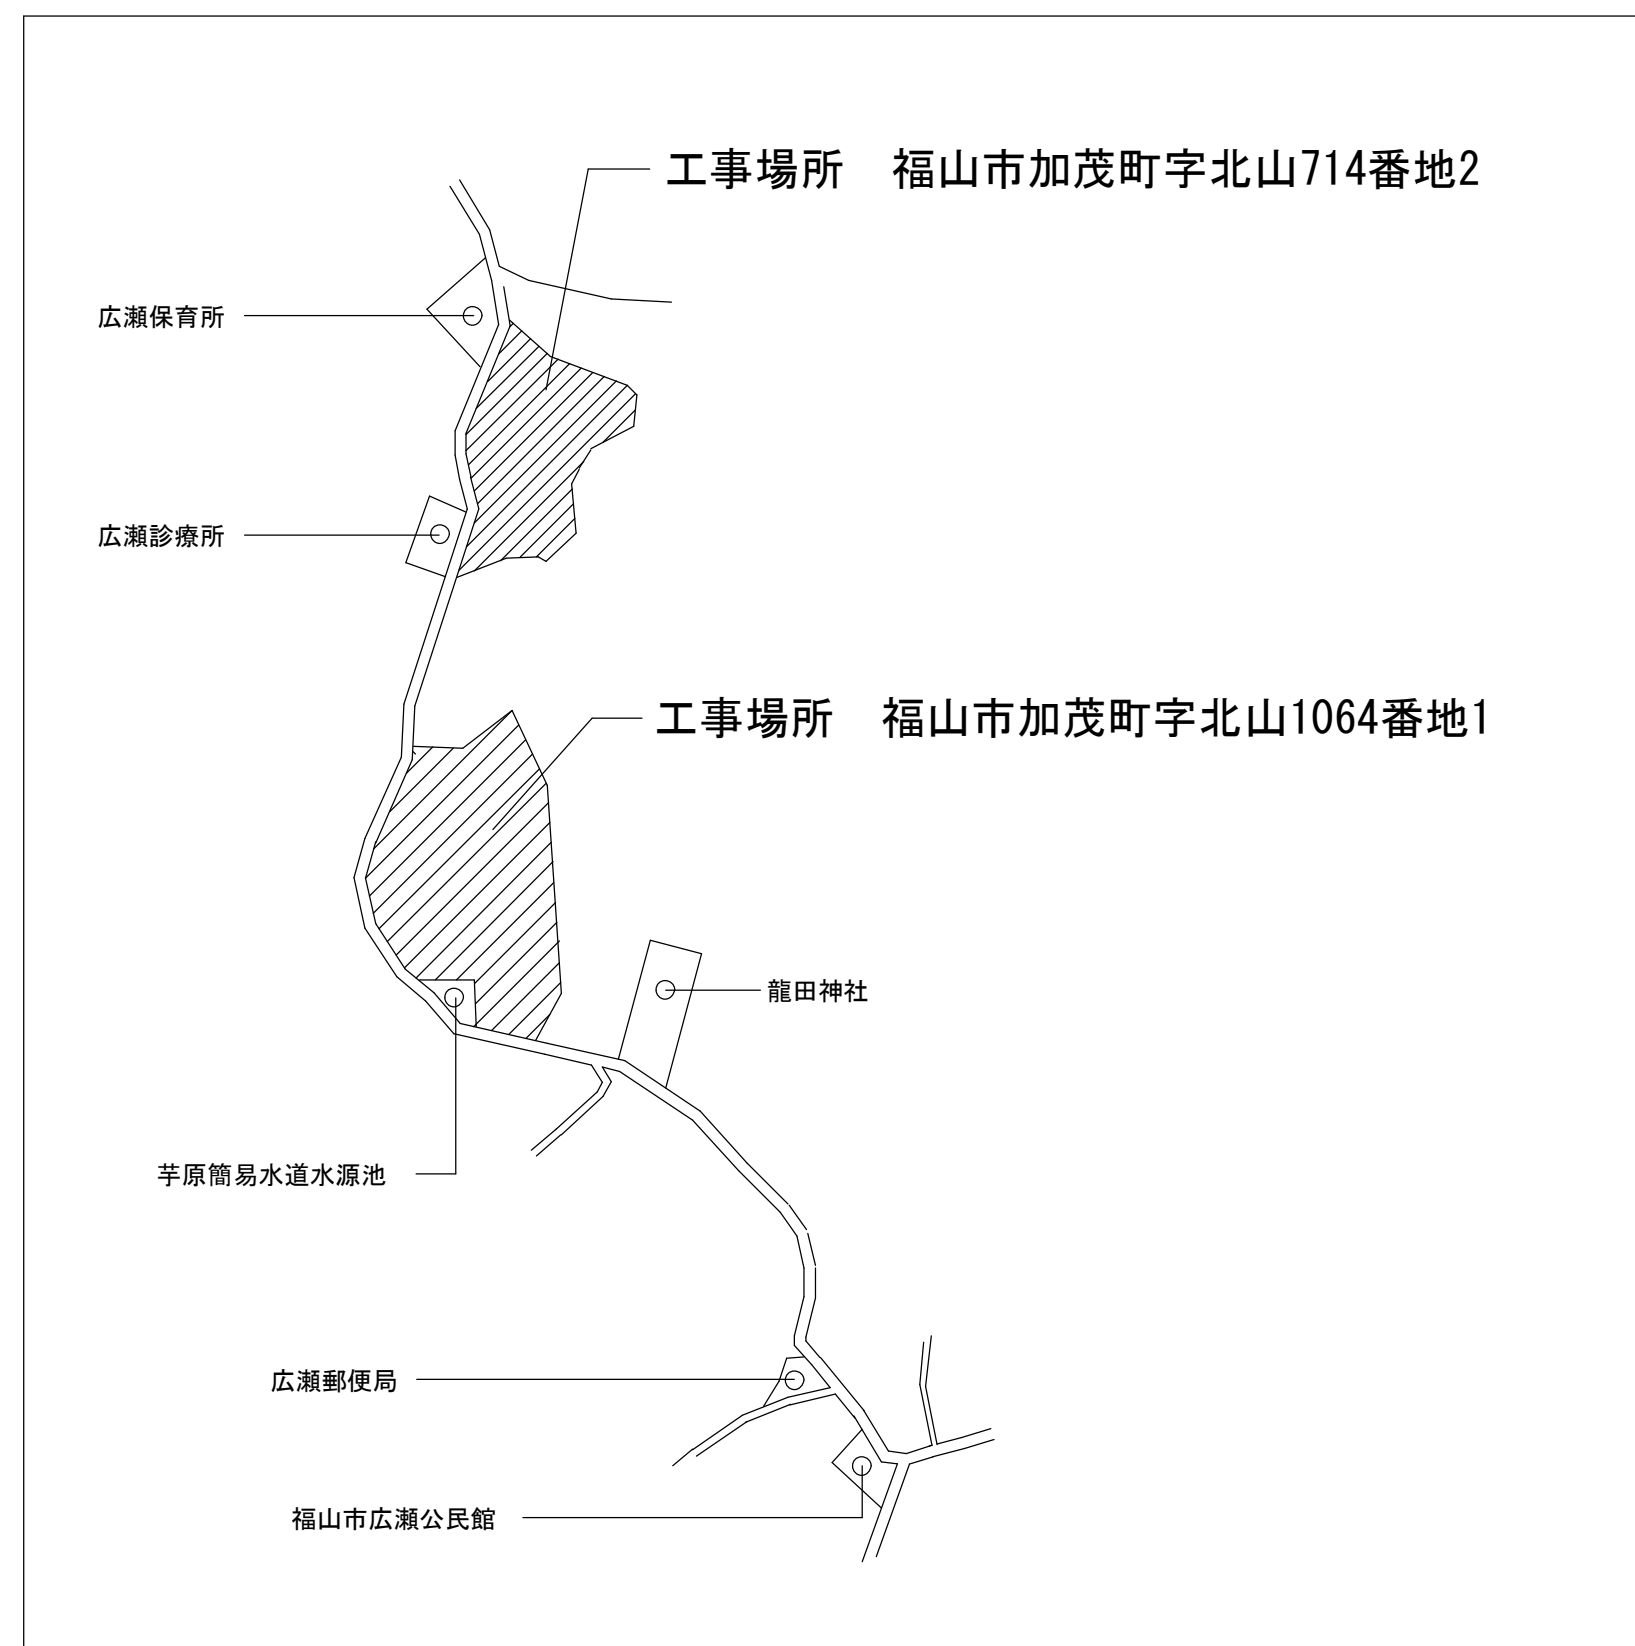 工事場所　福山市加茂町字北山714番地2
広瀬保育所
広瀬診療所
工事場所　福山市加茂町字北山1064番地1
龍田神社
芋原簡易水道水源池
広瀬郵便局
福山市広瀬公民館